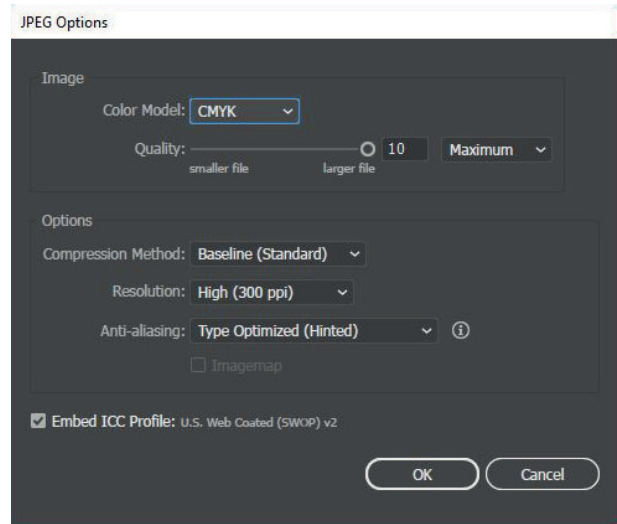 JPEG Options
Image
Color Model: CMYK
Quality: 10 Maximum
smaller file larger file
Options
Compression Method: Baseline (Standard)
Resolution: High (300 ppi)
Anti-aliasing: Type Optimized (Hinted)
Imagemap
Embed ICC Profile: U.S. Web Coated (SWOP) v2
OK Cancel